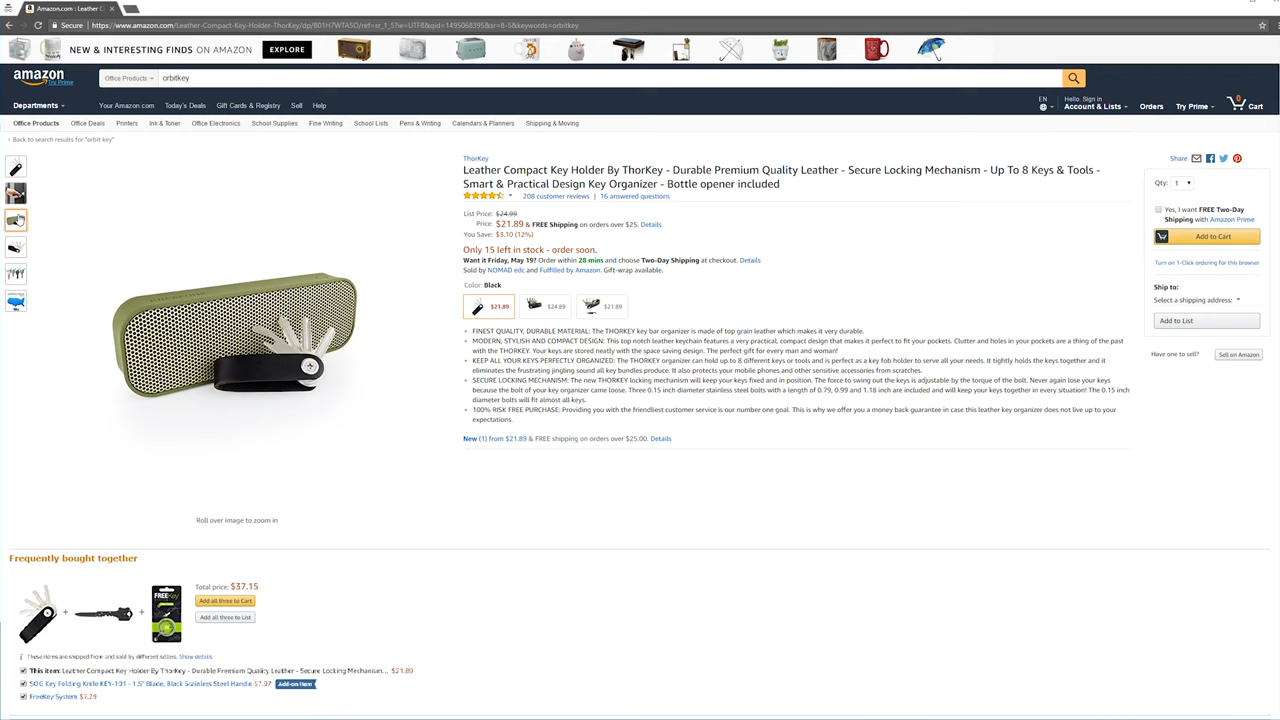 Amazon.com : Leather C
Secure
https://www.amazon.com/Leather-Compact-Key-Holder-ThorKey/dp/B01H7WTASO/ref=sr_1_5?ie=UTF8&qid=1495068395&sr=8-5&keywords=orbitkey
NEW & INTERESTING FINDS ON AMAZON EXPLORE
amazon
Try Prime
Office Products
orbitkey
Departments
Your Amazon.com Today's Deals Gift Cards & Registry Sell Help
EN
Hello, Sign in
Account & Lists
Orders
Try Prime
0
Cart
Office Products Office Deals Printers Ink & Toner Office Electronics School Supplies Fine Writing School Lists Pens & Writing Calendars & Planners Shipping & Moving
‹ Back to search results for "orbit key"
ThorKey
Leather Compact Key Holder By ThorKey - Durable Premium Quality Leather - Secure Locking Mechanism - Up To 8 Keys & Tools -
Smart & Practical Design Key Organizer - Bottle opener included
208 customer reviews | 16 answered questions
List Price: $24.99
Price: $21.89 & FREE Shipping on orders over $25. Details
You Save: $3.10 (12%)
Only 15 left in stock - order soon.
Want it Friday, May 19? Order within 28 mins and choose Two-Day Shipping at checkout. Details
Sold by NOMAD edc and Fulfilled by Amazon. Gift-wrap available.
Color: Black
$21.89
$24.89
$21.89
• FINEST QUALITY, DURABLE MATERIAL: The THORKEY key bar organizer is made of top grain leather which makes it very durable.
• MODERN, STYLISH AND COMPACT DESIGN: This top notch leather keychain features a very practical, compact design that makes it perfect to fit your pockets. Clutter and holes in your pockets are a thing of the past
with the THORKEY. Your keys are stored neatly with the space saving design. The perfect gift for every man and woman!
• KEEP ALL YOUR KEYS PERFECTLY ORGANIZED: The THORKEY organizer can hold up to 8 different keys or tools and is perfect as a key fob holder to serve all your needs. It tightly holds the keys together and it
eliminates the frustrating jingling sound all key bundles produce. It also protects your mobile phones and other sensitive accessories from scratches.
• SECURE LOCKING MECHANISM: The new THORKEY locking mechanism will keep your keys fixed and in position. The force to swing out the keys is adjustable by the torque of the bolt. Never again lose your keys
because the bolt of your key organizer came loose. Three 0.15 inch diameter stainless steel bolts with a length of 0.79, 0.99 and 1.18 inch are included and will keep your keys together in every situation! The 0.15 inch
diameter bolts will fit almost all keys.
• 100% RISK FREE PURCHASE: Providing you with the friendliest customer service is our number one goal. This is why we offer you a money back guarantee in case this leather key organizer does not live up to your
expectations.
New (1) from $21.89 & FREE shipping on orders over $25.00. Details
Share
Qty: 1
Yes, I want FREE Two-Day
Shipping with Amazon Prime
Add to Cart
Turn on 1-Click ordering for this browser
Ship to:
Select a shipping address:
Add to List
Have one to sell?
Sell on Amazon
Roll over image to zoom in
Frequently bought together
+
+
FREEKey
Total price: $37.15
Add all three to Cart
Add all three to List
i These items are shipped from and sold by different sellers. Show details
This item: Leather Compact Key Holder By ThorKey - Durable Premium Quality Leather - Secure Locking Mechanism... $21.89
SOG Key Folding Knife KEY-101 - 1.5" Blade, Black Stainless Steel Handle $7.97 Add-on Item
FreeKey System $7.29